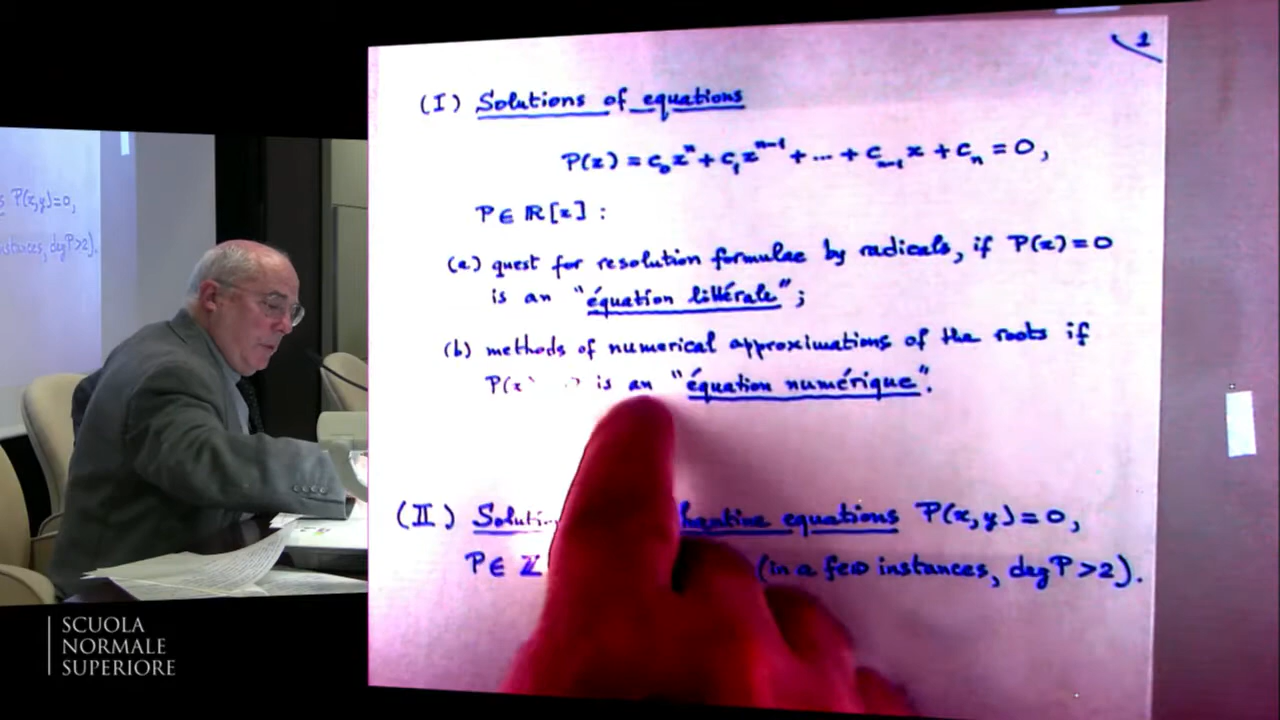 1
(I) Solutions of equations
P(x) = c₀xⁿ + c₁xⁿ⁻¹ + ... + cₙ₋₁x + cₙ = 0,
P ∈ ℝ[x] :
(a) quest for resolution formulae by radicals, if P(x) = 0
is an "équation littérale";
(b) methods of numerical approximations of the roots if
P(x is an "équation numérique".
(II) equations P(x,y) = 0,
P ∈ ℤ (in a few instances, deg P > 2).
P(x,y)=0,
deg P>2).
SCUOLA
NORMALE
SUPERIORE